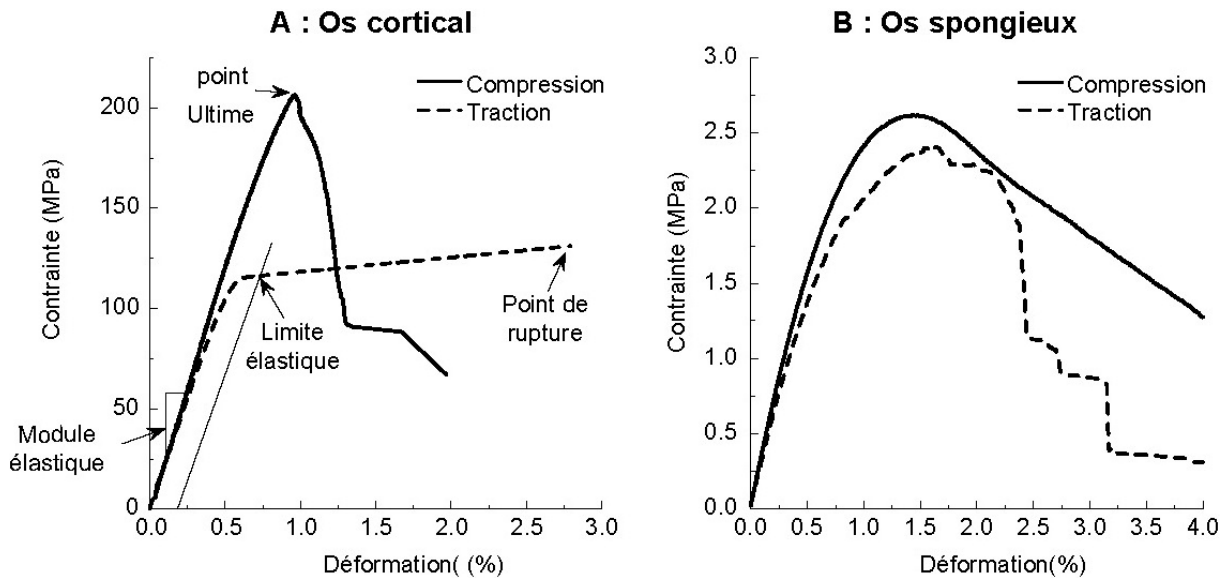 A : Os cortical
point
Ultime
Compression
Traction
Contrainte (MPa)
200
150
100
50
0
Limite
élastique
Point de
rupture
Module
élastique
0.0 0.5 1.0 1.5 2.0 2.5 3.0
Déformation( (%)
B : Os spongieux
Compression
Traction
Contrainte (MPa)
3.0
2.5
2.0
1.5
1.0
0.5
0.0
0.0 0.5 1.0 1.5 2.0 2.5 3.0 3.5 4.0
Déformation(%)